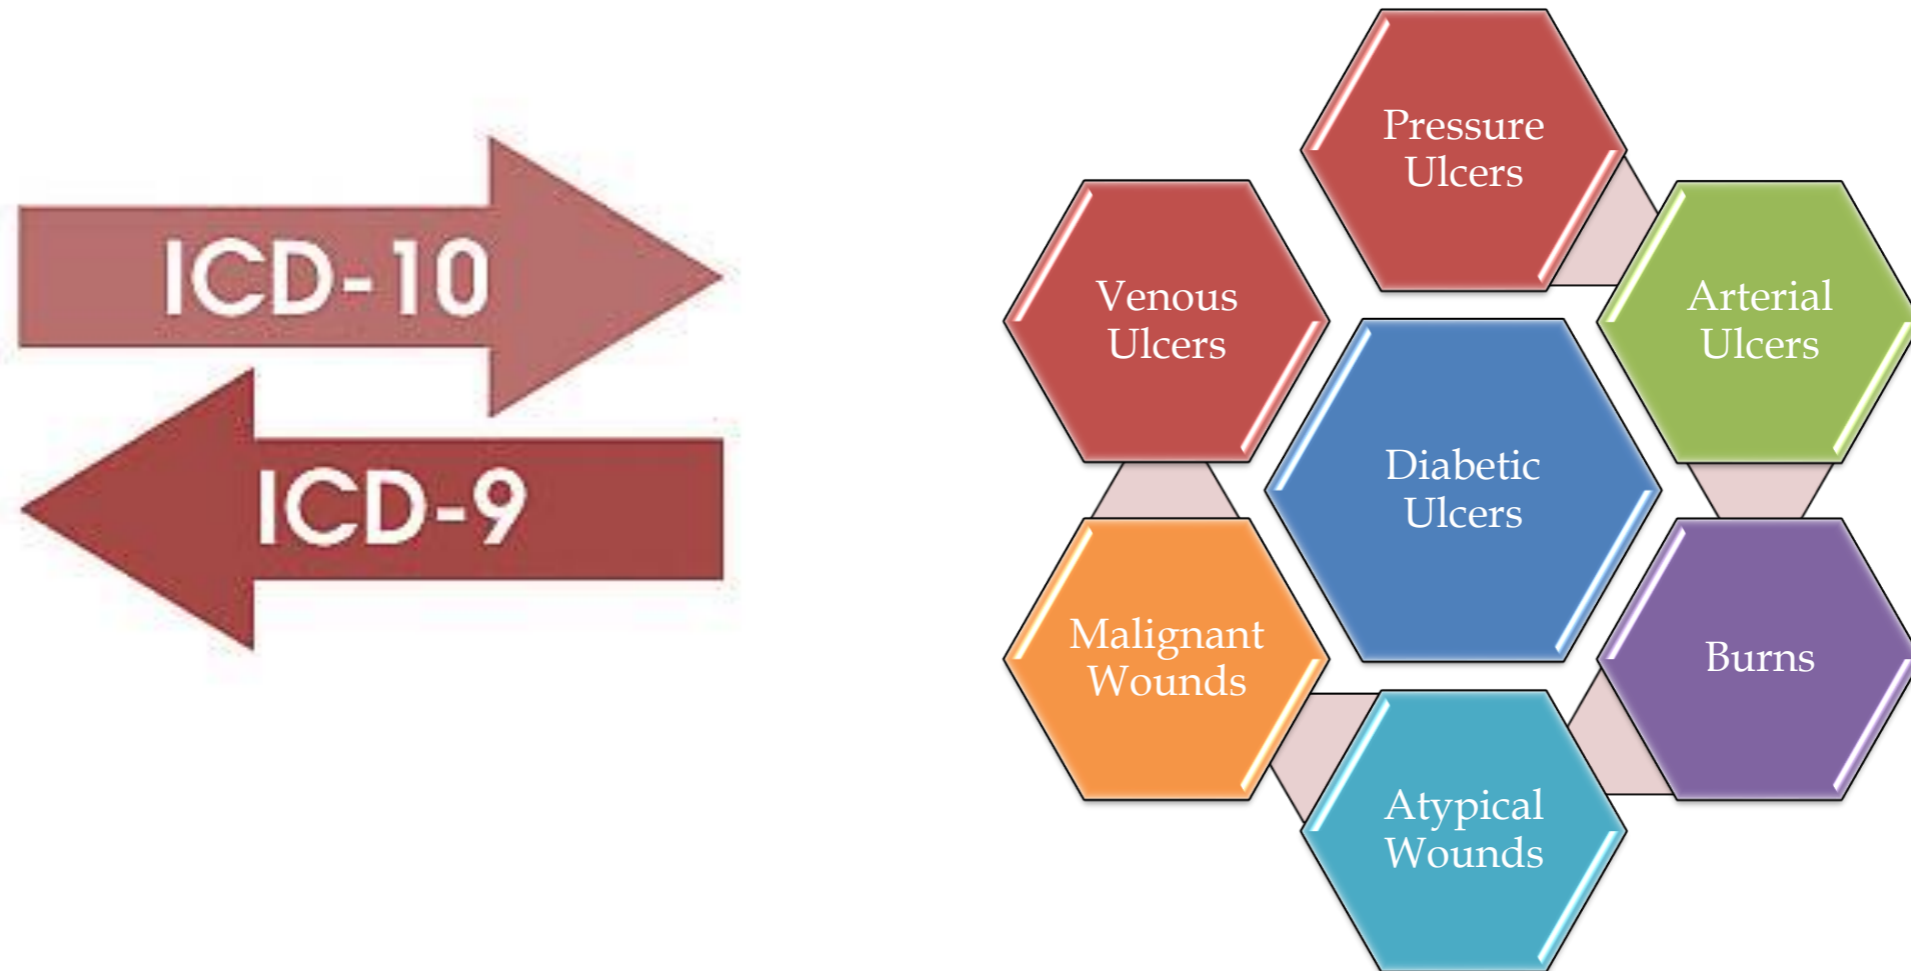 ICD-10
ICD-9
Pressure
Ulcers
Venous
Ulcers
Arterial
Ulcers
Diabetic
Ulcers
Malignant
Wounds
Burns
Atypical
Wounds